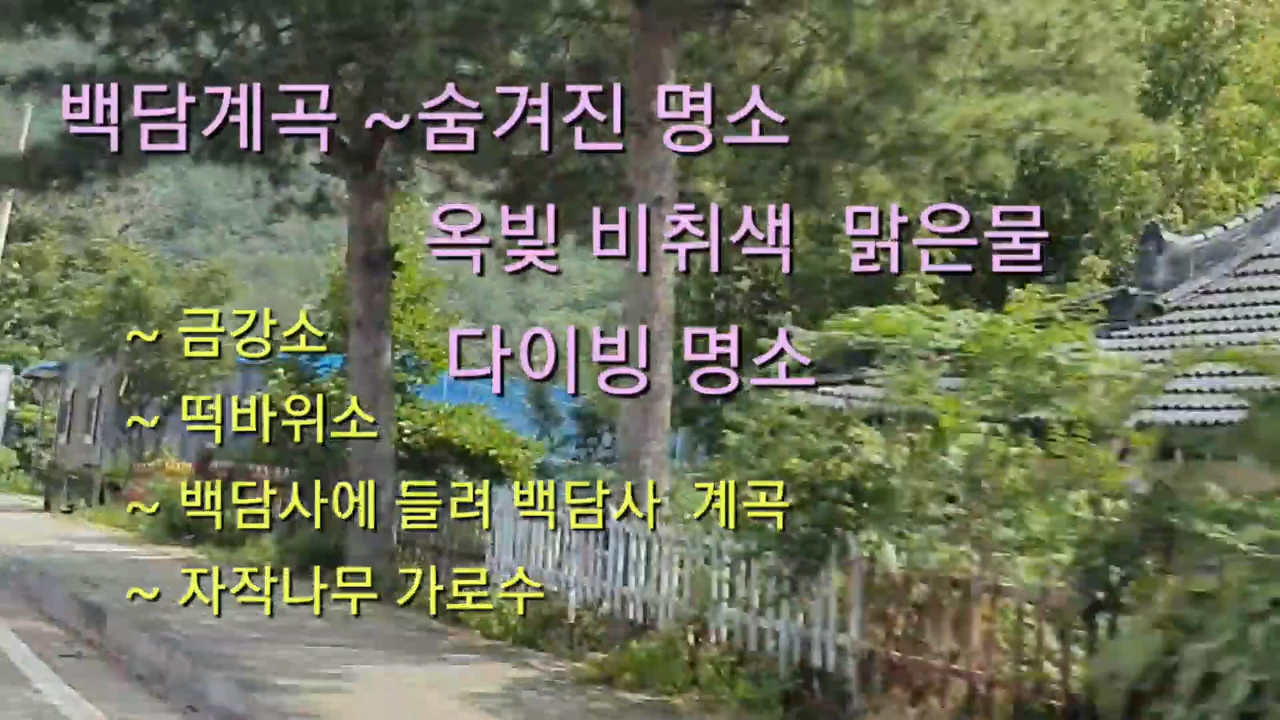 백담계곡 ~숨겨진 명소
옥빛 비취색 맑은물
다이빙 명소
~ 금강소
~ 떡바위소
~ 백담사에 들려 백담사 계곡
~ 자작나무 가로수